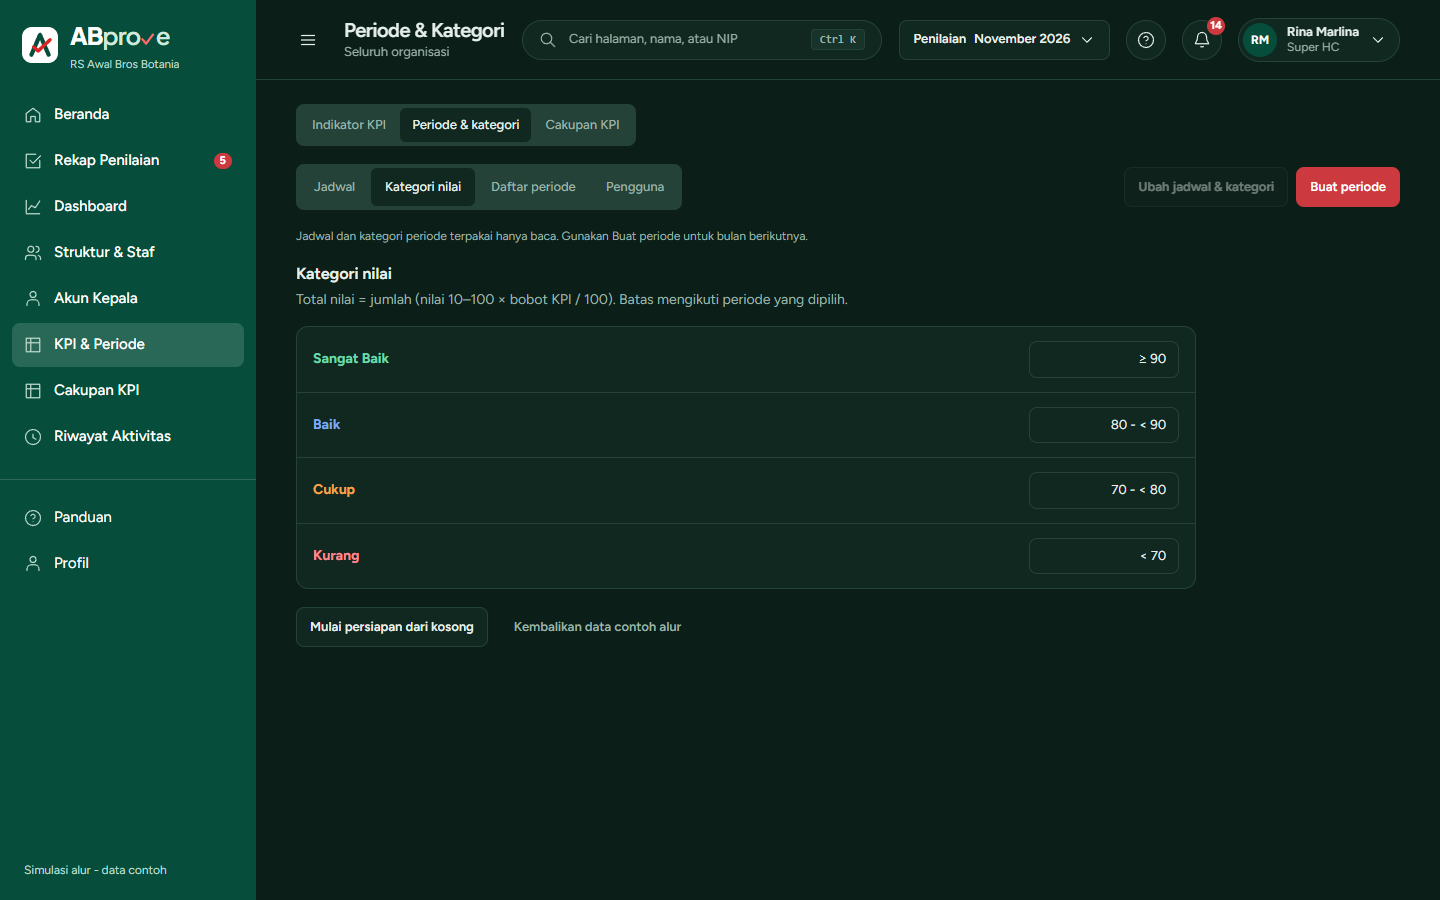 ABprove
RS Awal Bros Botania
Beranda
Rekap Penilaian 5
Dashboard
Struktur & Staf
Akun Kepala
KPI & Periode
Cakupan KPI
Riwayat Aktivitas
Panduan
Profil
Simulasi alur - data contoh
Periode & Kategori
Seluruh organisasi
Cari halaman, nama, atau NIP Ctrl K
Penilaian November 2026
14
RM
Rina Marlina
Super HC
Indikator KPI Periode & kategori Cakupan KPI
Jadwal Kategori nilai Daftar periode Pengguna
Ubah jadwal & kategori Buat periode
Jadwal dan kategori periode terpakai hanya baca. Gunakan Buat periode untuk bulan berikutnya.
Kategori nilai
Total nilai = jumlah (nilai 10–100 × bobot KPI / 100). Batas mengikuti periode yang dipilih.
Sangat Baik ≥ 90
Baik 80 - < 90
Cukup 70 - < 80
Kurang < 70
Mulai persiapan dari kosong Kembalikan data contoh alur